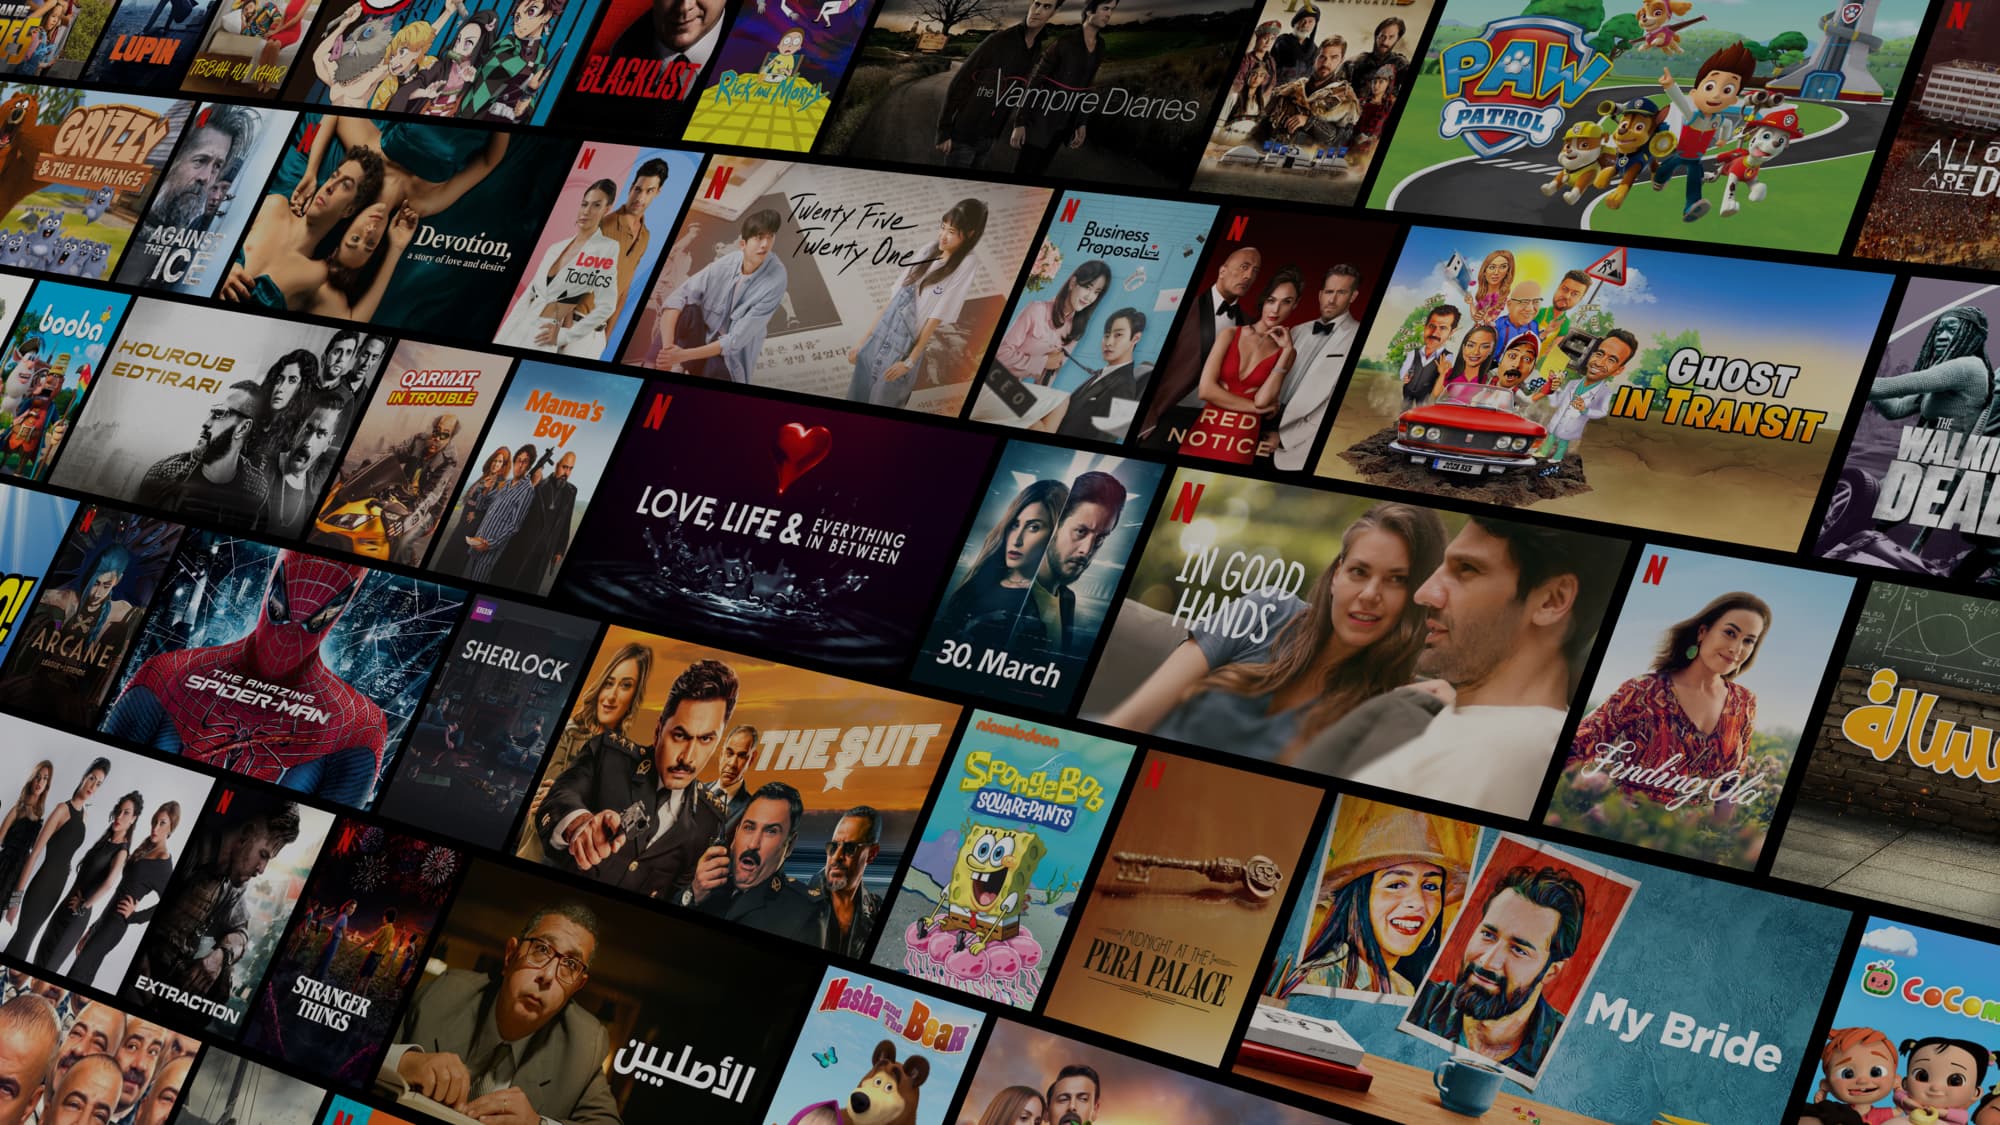 LUPIN
TISBAH ALA KHAIR
THE BLACKLIST
Rick and Morty
the Vampire Diaries
PAW
PATROL
GRIZZY
& THE LEMMINGS
AGAINST
THE ICE
Devotion,
a story of love and desire
Love
Tactics
Twenty Five
Twenty One
Business
Proposal
CEO
RED
NOTICE
GHOST
IN TRANSIT
THE
booba
HOUROUB
EDTIRARI
QARMAT
IN TROUBLE
Mama's
Boy
LOVE, LIFE & EVERYTHING
IN BETWEEN
30. March
IN GOOD
HANDS
Finding Ola
ARCANE
THE AMAZING
SPIDER-MAN
BBC
SHERLOCK
THE SUIT
nickelodeon
SpongeBob
SQUAREPANTS
MIDNIGHT AT THE
PERA PALACE
My Bride
EXTRACTION
STRANGER
THINGS
الأصليين
Masha and
The Bear